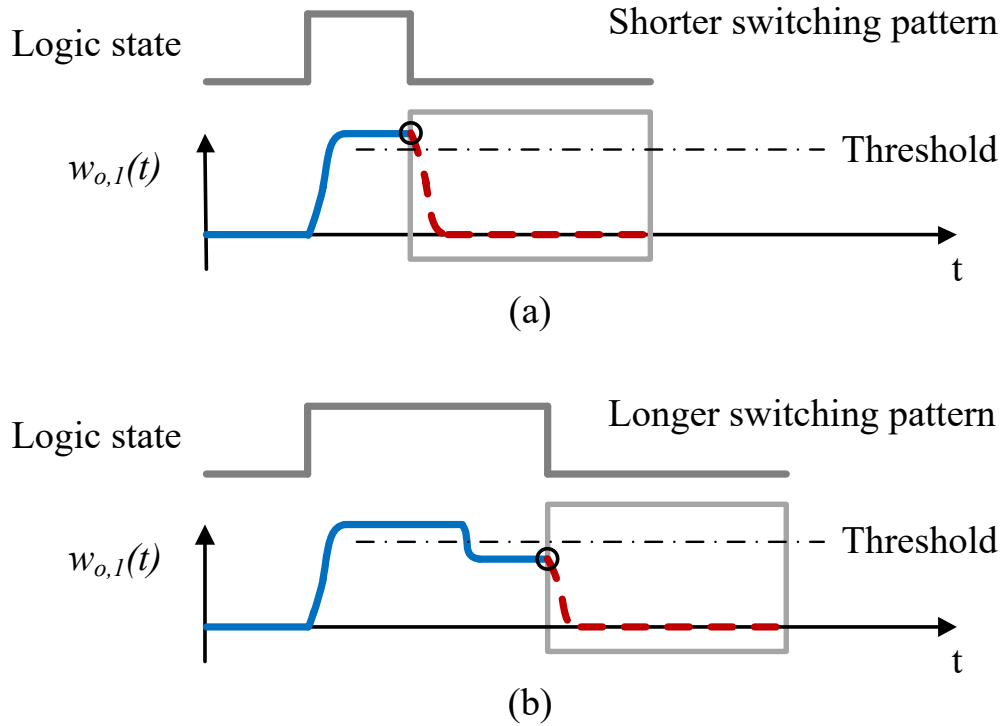 Shorter switching pattern
Logic state
Threshold
w_{o,1}(t)
t
(a)
Longer switching pattern
Logic state
Threshold
w_{o,1}(t)
t
(b)